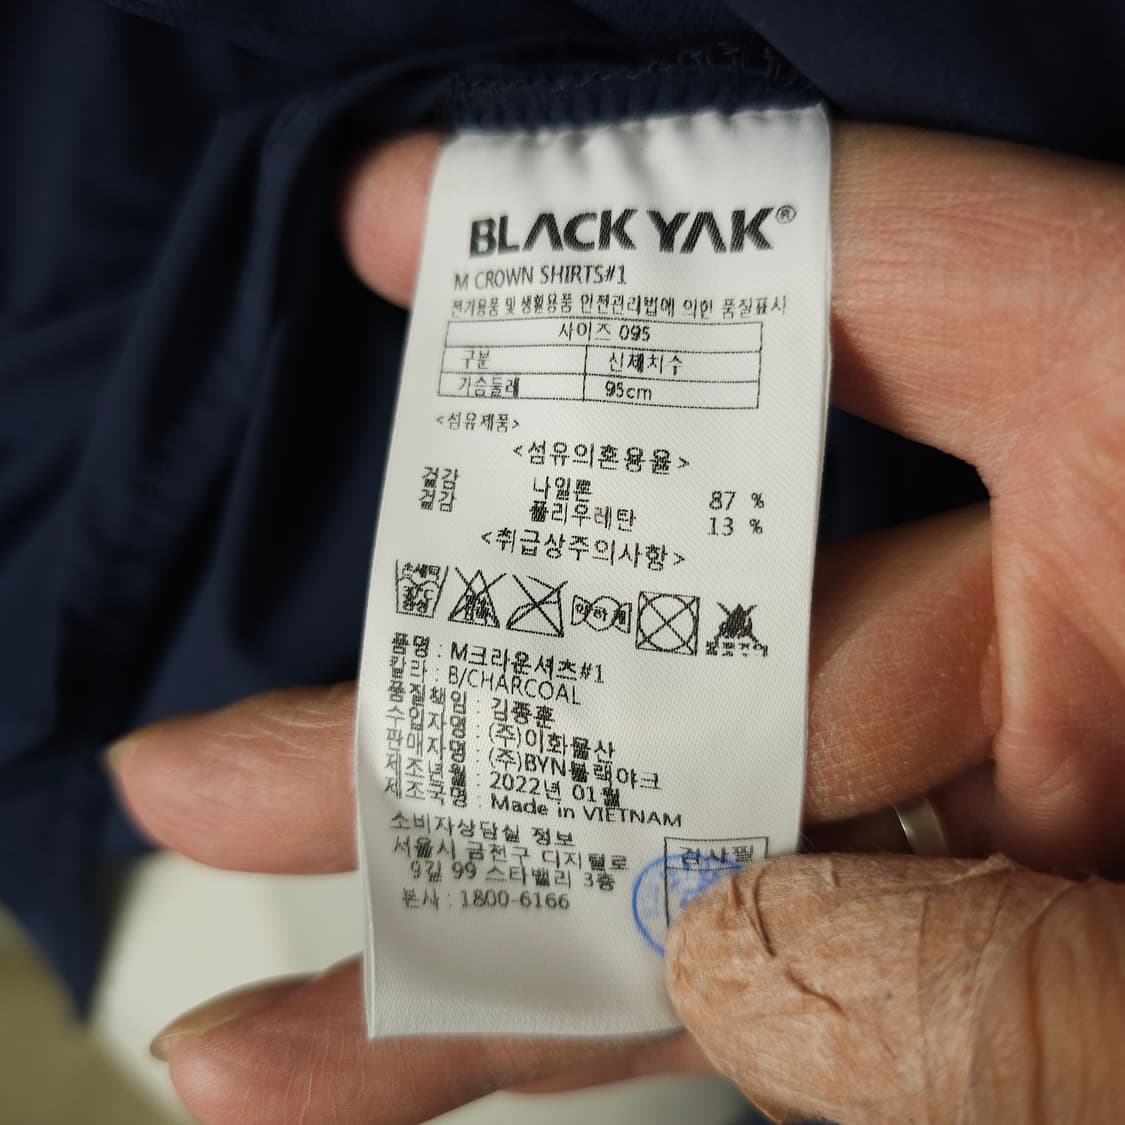 BLACK YAK®
M CROWN SHIRTS#1
전기용품 및 생활용품 안전관리법에 의한 품질표시
사이즈 095
구분 신체치수
가슴둘레 95cm
<섬유제품>
<섬유의혼용율>
겉감 나일론 87 %
겉감 폴리우레탄 13 %
<취급상주의사항>
손세탁
약하게
품명 : M크라운셔츠#1
칼라 : B/CHARCOAL
품질책임 : 김종훈
수입자명 : (주)이화물산
판매자명 : (주)BYN블랙야크
제조년월 : 2022년 01월
제조국명 : Made in VIETNAM
소비자상담실 정보
서울시 금천구 디지털로
9길 99 스타밸리 3층
본사 : 1800-6166
검사필